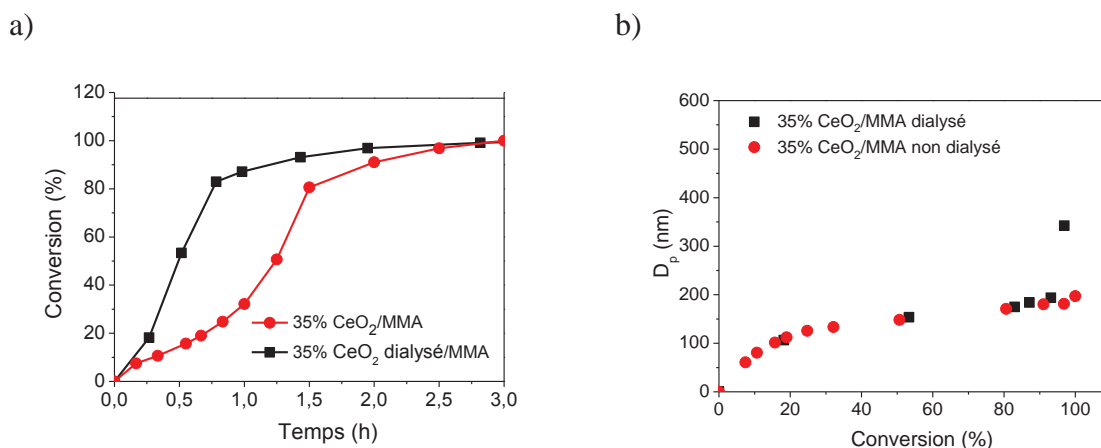 a)
b)
120
100
80
60
40
20
0
Conversion (%)
35% CeO₂/MMA
35% CeO₂ dialysé/MMA
0,0 0,5 1,0 1,5 2,0 2,5 3,0
Temps (h)
600
500
400
300
200
100
0
Dₚ (nm)
35% CeO₂/MMA dialysé
35% CeO₂/MMA non dialysé
0 20 40 60 80 100
Conversion (%)